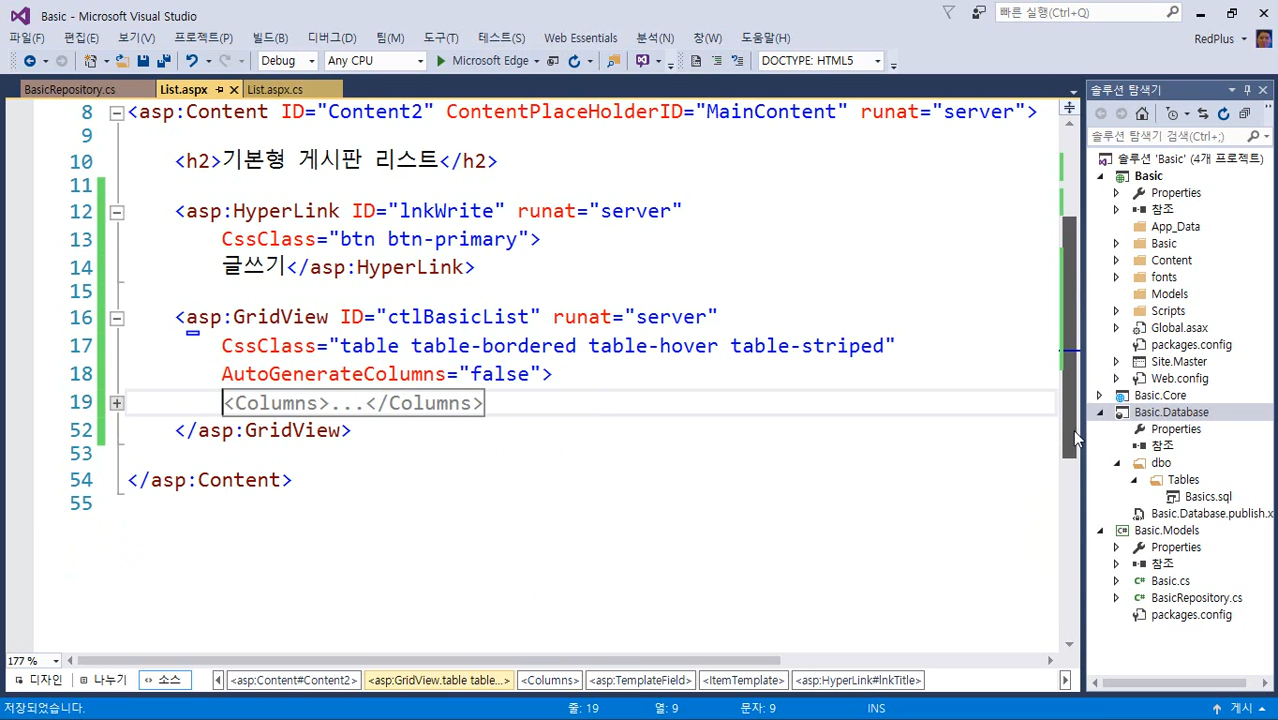 Basic - Microsoft Visual Studio
빠른 실행(Ctrl+Q)
파일(F) 편집(E) 보기(V) 프로젝트(P) 빌드(B) 디버그(D) 팀(M) 도구(T) 테스트(S) Web Essentials 분석(N) 창(W) 도움말(H)
RedPlus
Debug Any CPU Microsoft Edge DOCTYPE: HTML5
BasicRepository.cs List.aspx List.aspx.cs
8 <asp:Content ID="Content2" ContentPlaceHolderID="MainContent" runat="server">
9
10 <h2>기본형 게시판 리스트</h2>
11
12 <asp:HyperLink ID="lnkWrite" runat="server"
13 CssClass="btn btn-primary">
14 글쓰기</asp:HyperLink>
15
16 <asp:GridView ID="ctlBasicList" runat="server"
17 CssClass="table table-bordered table-hover table-striped"
18 AutoGenerateColumns="false">
19 <Columns>...</Columns>
52 </asp:GridView>
53
54 </asp:Content>
55
177 %
디자인 나누기 소스 <asp:Content#Content2> <asp:GridView.table table...> <Columns> <asp:TemplateField> <ItemTemplate> <asp:HyperLink#lnkTitle>
솔루션 탐색기
솔루션 탐색기 검색(Ctrl+;)
솔루션 'Basic' (4개 프로젝트)
Basic
Properties
참조
App_Data
Basic
Content
fonts
Models
Scripts
Global.asax
packages.config
Site.Master
Web.config
Basic.Core
Basic.Database
Properties
참조
dbo
Tables
Basics.sql
Basic.Database.publish.x
Basic.Models
Properties
참조
Basic.cs
BasicRepository.cs
packages.config
저장되었습니다. 줄: 19 열: 9 문자: 9 INS 게시